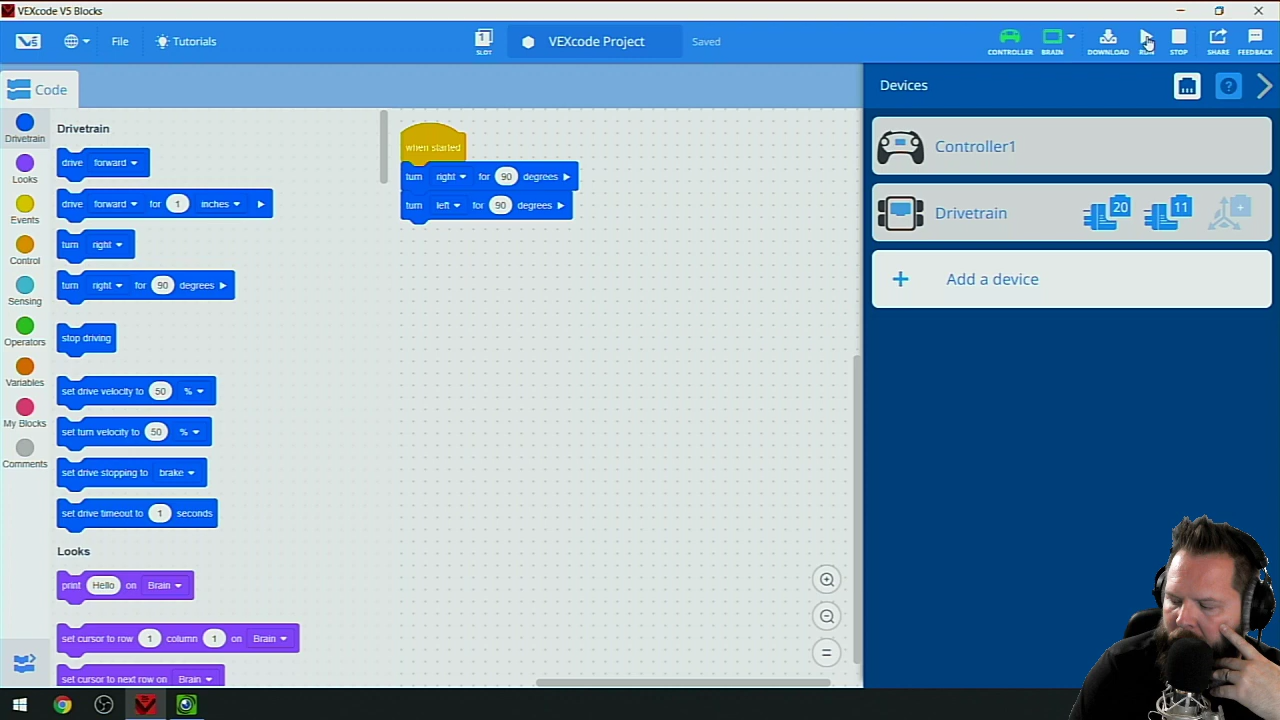 VEXcode V5 Blocks
V5
File
Tutorials
1
SLOT
VEXcode Project
Saved
CONTROLLER
BRAIN
DOWNLOAD
RUN
STOP
SHARE
FEEDBACK
Code
Devices
?
Drivetrain
Looks
Events
Control
Sensing
Operators
Variables
My Blocks
Comments
Drivetrain
drive forward
drive forward for 1 inches
turn right
turn right for 90 degrees
stop driving
set drive velocity to 50 %
set turn velocity to 50 %
set drive stopping to brake
set drive timeout to 1 seconds
Looks
print Hello on Brain
set cursor to row 1 column 1 on Brain
set cursor to next row on Brain
when started
turn right for 90 degrees
turn left for 90 degrees
Controller1
Drivetrain
20
11
+ Add a device